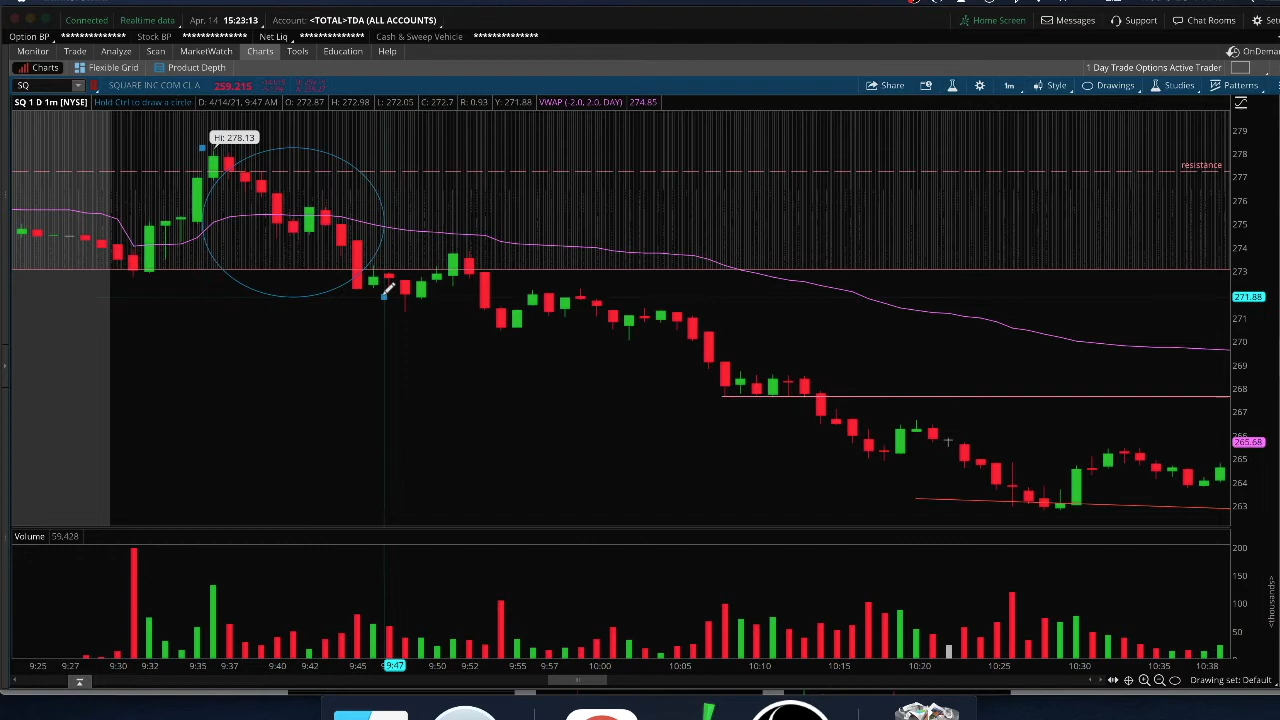 Connected Realtime data Apr. 14 15:23:13 Account: <TOTAL>TDA (ALL ACCOUNTS) Home Screen Messages Support Chat Rooms
Option BP ************** Stock BP ************** Net Liq ************** Cash & Sweep Vehicle **************
Monitor Trade Analyze Scan MarketWatch Charts Tools Education Help OnDeman
Charts Flexible Grid Product Depth 1 Day Trade Options Active Trader
SQ SQUARE INC COM CL A 259.215 Share 1m Style Drawings Studies Patterns
SQ 1 D 1m [NYSE] Hold Ctrl to draw a circle D: 4/14/21, 9:47 AM O: 272.87 H: 272.98 L: 272.05 C: 272.7 R: 0.93 Y: 271.88 VWAP (-2.0, 2.0, DAY) 274.85
279
Hi: 278.13
278
resistance
277
276
275
274
273
271.88
271
270
269
268
267
265.68
265
264
263
Volume 59,428
200
150
100
50
<thousands>
9:25 9:27 9:30 9:32 9:35 9:37 9:40 9:42 9:45 9:47 9:50 9:52 9:55 9:57 10:00 10:05 10:10 10:15 10:20 10:25 10:30 10:35 10:38
Drawing set: Default